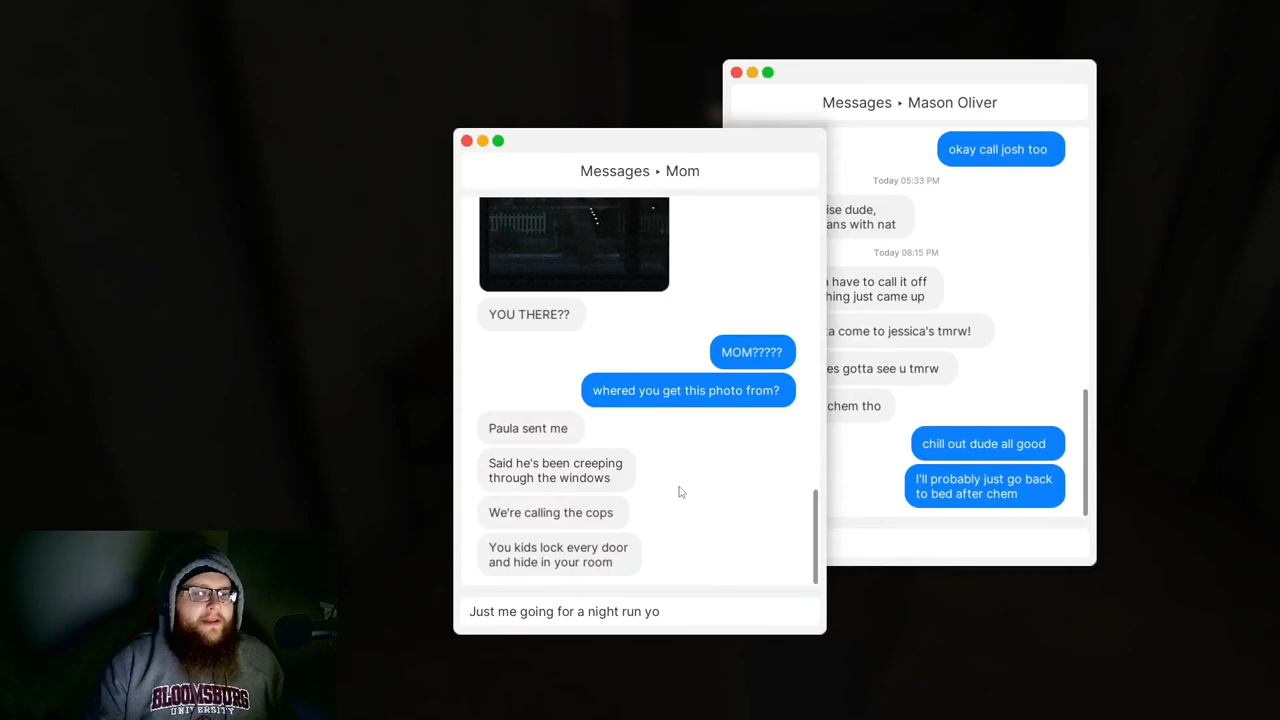 Messages ‣ Mom
YOU THERE??
MOM?????
whered you get this photo from?
Paula sent me
Said he's been creeping
through the windows
We're calling the cops
You kids lock every door
and hide in your room
Just me going for a night run yo
Messages ‣ Mason Oliver
okay call josh too
Today 05:33 PM
ise dude,
ans with nat
Today 08:15 PM
have to call it off
hing just came up
a come to jessica's tmrw!
es gotta see u tmrw
chem tho
chill out dude all good
I'll probably just go back
to bed after chem
BLOOMSBURG
UNIVERSITY